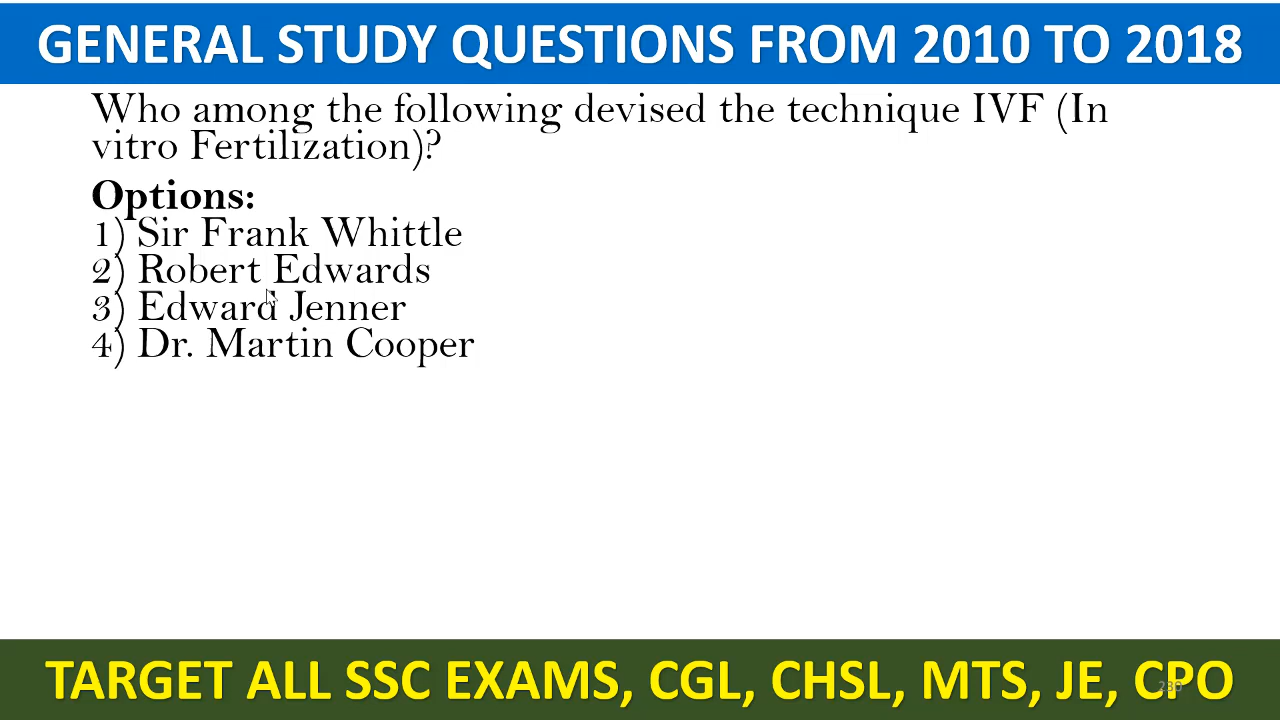 GENERAL STUDY QUESTIONS FROM 2010 TO 2018
Who among the following devised the technique IVF (In
vitro Fertilization)?
Options:
1) Sir Frank Whittle
2) Robert Edwards
3) Edward Jenner
4) Dr. Martin Cooper
TARGET ALL SSC EXAMS, CGL, CHSL, MTS, JE, CPO